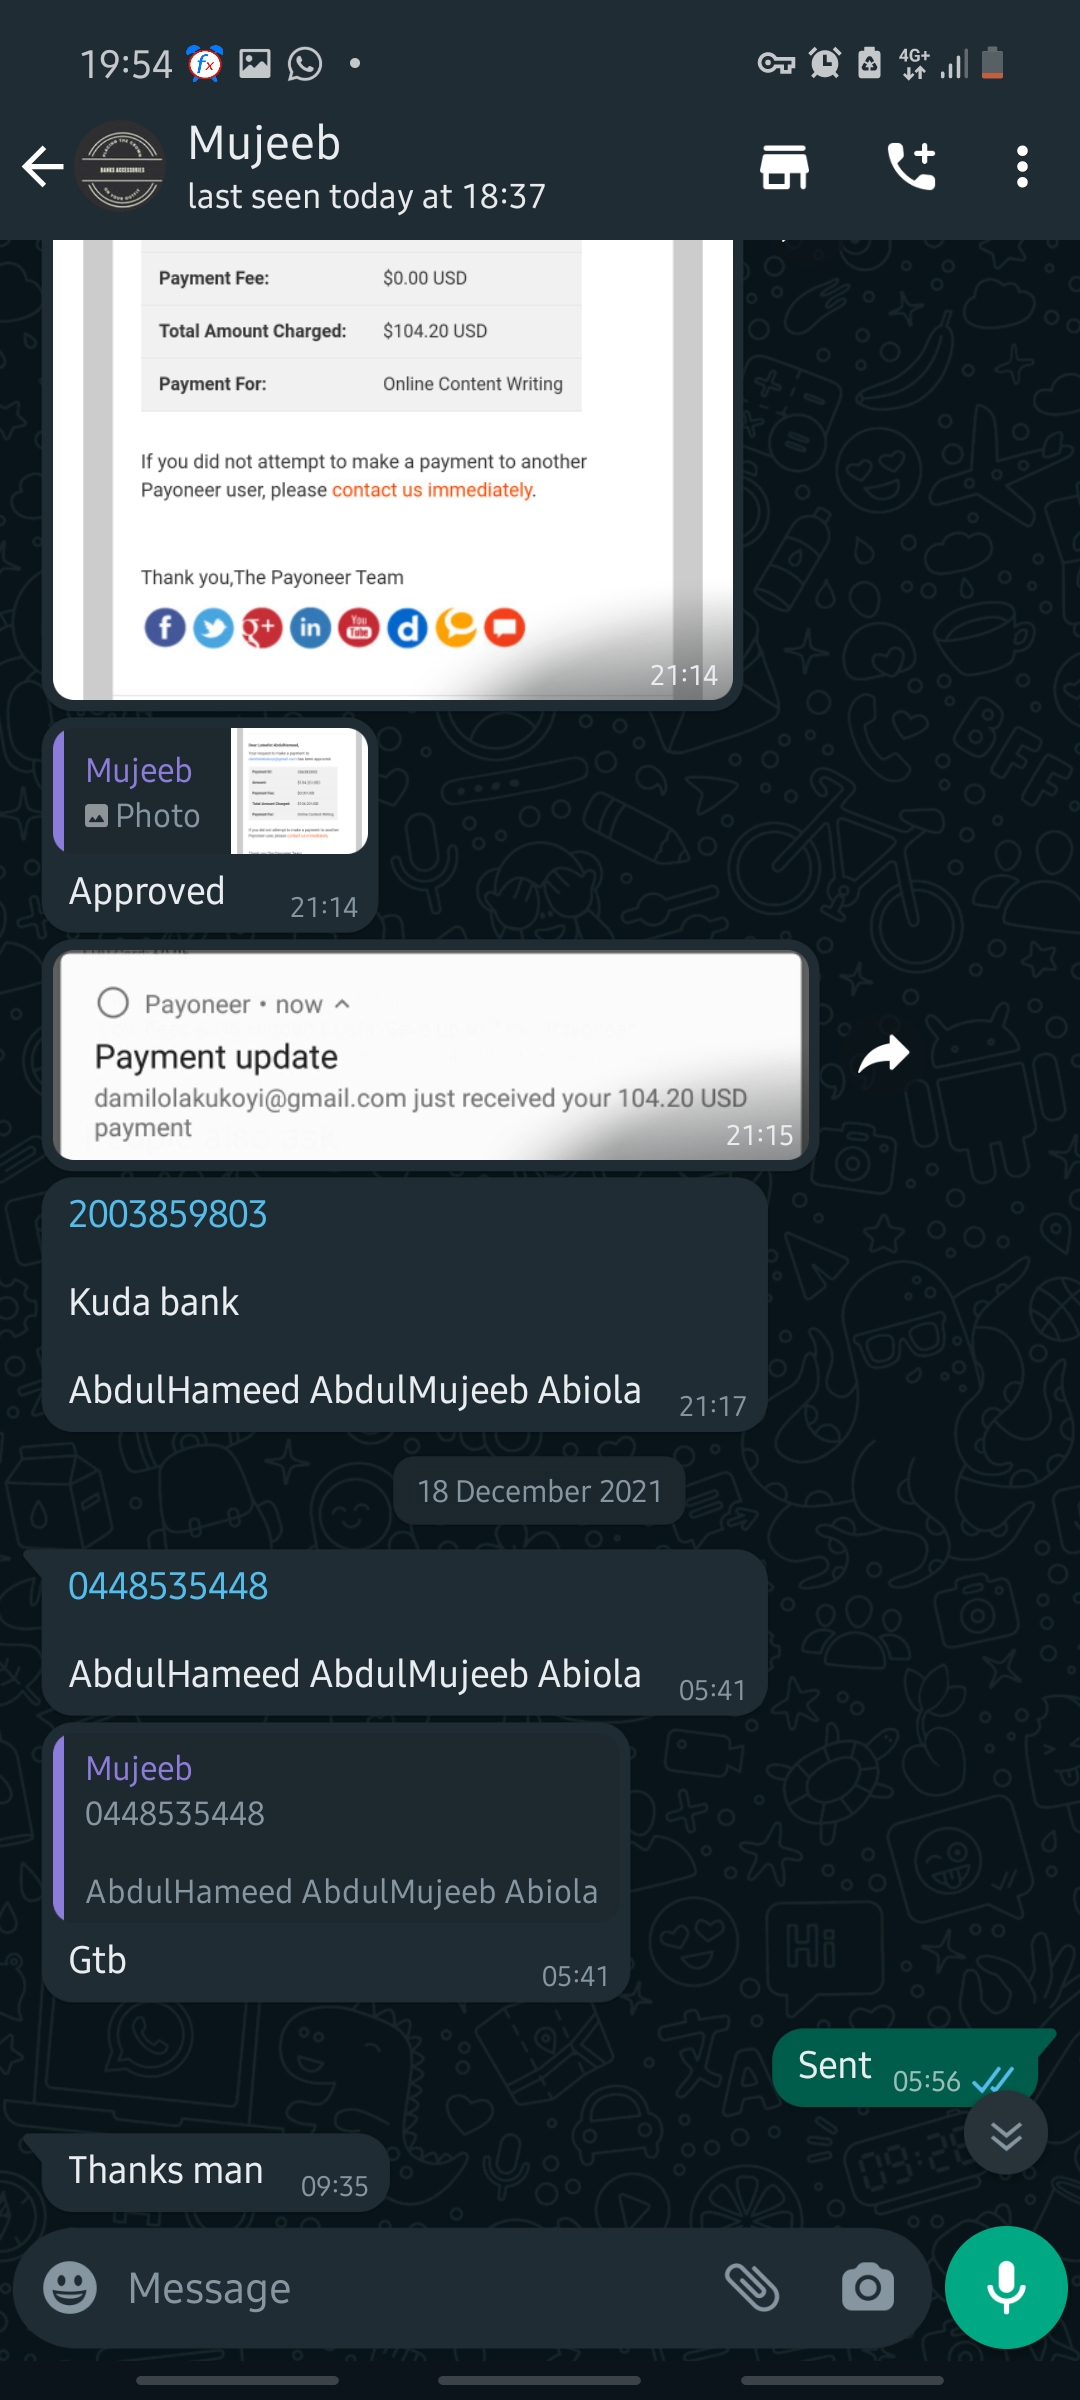 19:54
4G+
Mujeeb
last seen today at 18:37
BANKS ACCESSORIES
Payment Fee: $0.00 USD
Total Amount Charged: $104.20 USD
Payment For: Online Content Writing
If you did not attempt to make a payment to another
Payoneer user, please contact us immediately.
Thank you,The Payoneer Team
You
Tube
21:14
Mujeeb
Photo
Approved 21:14
Payoneer • now
Payment update
damilolakukoyi@gmail.com just received your 104.20 USD
payment
21:15
2003859803
Kuda bank
AbdulHameed AbdulMujeeb Abiola 21:17
18 December 2021
0448535448
AbdulHameed AbdulMujeeb Abiola 05:41
Mujeeb
0448535448
AbdulHameed AbdulMujeeb Abiola
Gtb 05:41
Sent 05:56
Thanks man 09:35
Message